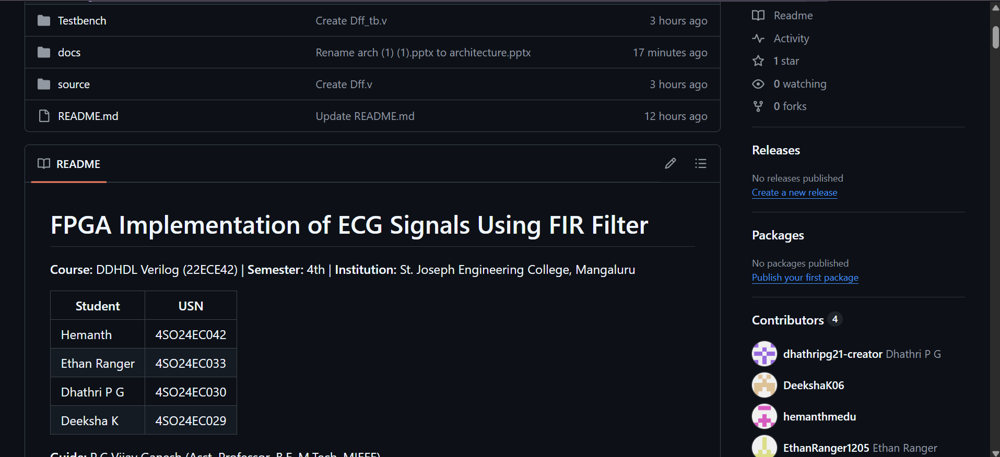 Testbench Create Dff_tb.v 3 hours ago
docs Rename arch (1) (1).pptx to architecture.pptx 17 minutes ago
source Create Dff.v 3 hours ago
README.md Update README.md 12 hours ago
README
FPGA Implementation of ECG Signals Using FIR Filter
Course: DDHDL Verilog (22ECE42) | Semester: 4th | Institution: St. Joseph Engineering College, Mangaluru
Student USN
Hemanth 4SO24EC042
Ethan Ranger 4SO24EC033
Dhathri P G 4SO24EC030
Deeksha K 4SO24EC029
Guide: P.C Vijay Ganesh (Asst. Professor, B.E, M.Tech, MIEEE)
Readme
Activity
1 star
0 watching
0 forks
Releases
No releases published
Create a new release
Packages
No packages published
Publish your first package
Contributors 4
dhathripg21-creator Dhathri P G
DeekshaK06
hemanthmedu
EthanRanger1205 Ethan Ranger